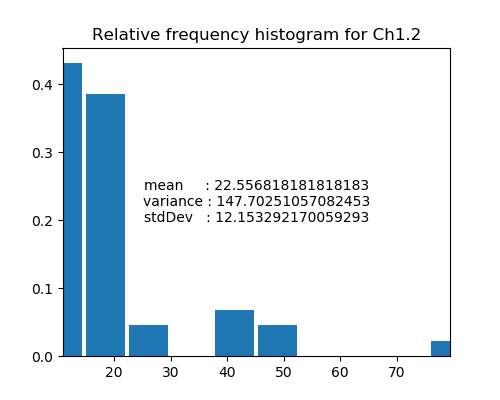 Relative frequency histogram for Ch1.2
0.4
0.3
mean : 22.556818181818183
variance : 147.70251057082453
stdDev : 12.153292170059293
0.2
0.1
0.0
20 30 40 50 60 70